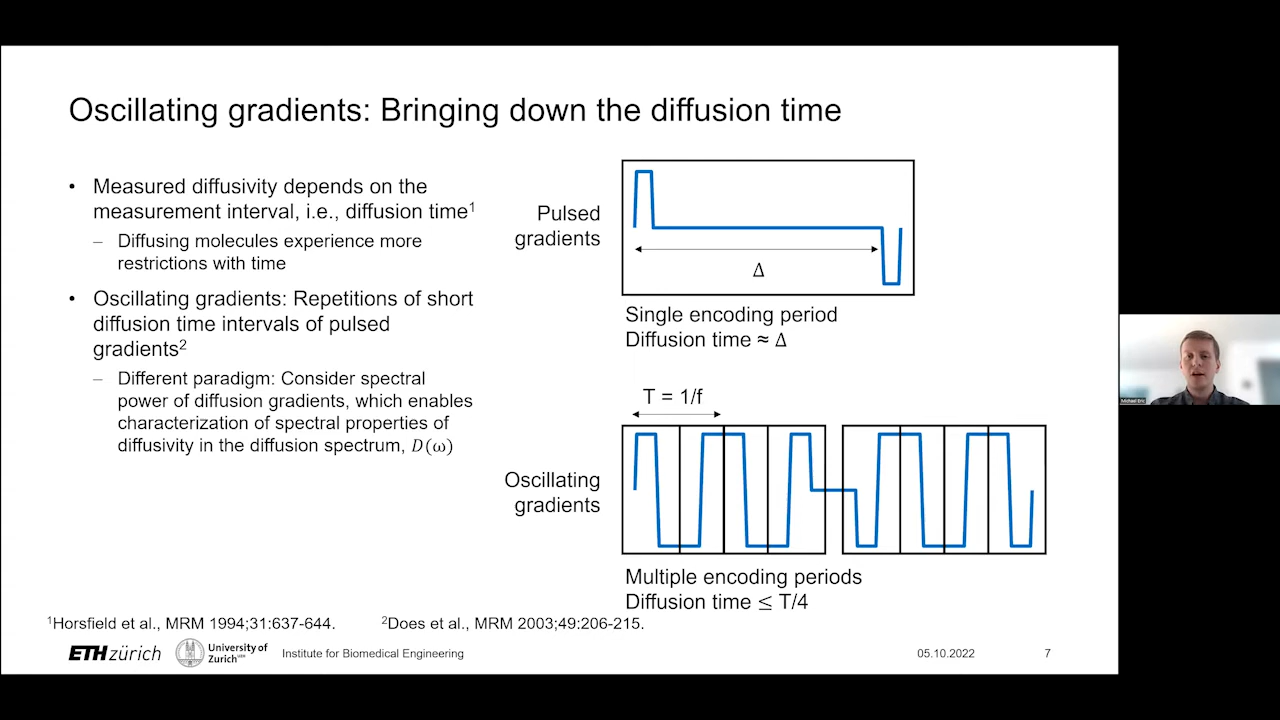 Oscillating gradients: Bringing down the diffusion time
• Measured diffusivity depends on the
measurement interval, i.e., diffusion time¹
– Diffusing molecules experience more
restrictions with time
• Oscillating gradients: Repetitions of short
diffusion time intervals of pulsed
gradients²
– Different paradigm: Consider spectral
power of diffusion gradients, which enables
characterization of spectral properties of
diffusivity in the diffusion spectrum, D(ω)
Pulsed
gradients
Δ
Single encoding period
Diffusion time ≈ Δ
T = 1/f
Oscillating
gradients
Multiple encoding periods
Diffusion time ≤ T/4
¹Horsfield et al., MRM 1994;31:637-644. ²Does et al., MRM 2003;49:206-215.
ETH zürich
University of
Zurich UZH
Institute for Biomedical Engineering
05.10.2022
7
Michael Eric